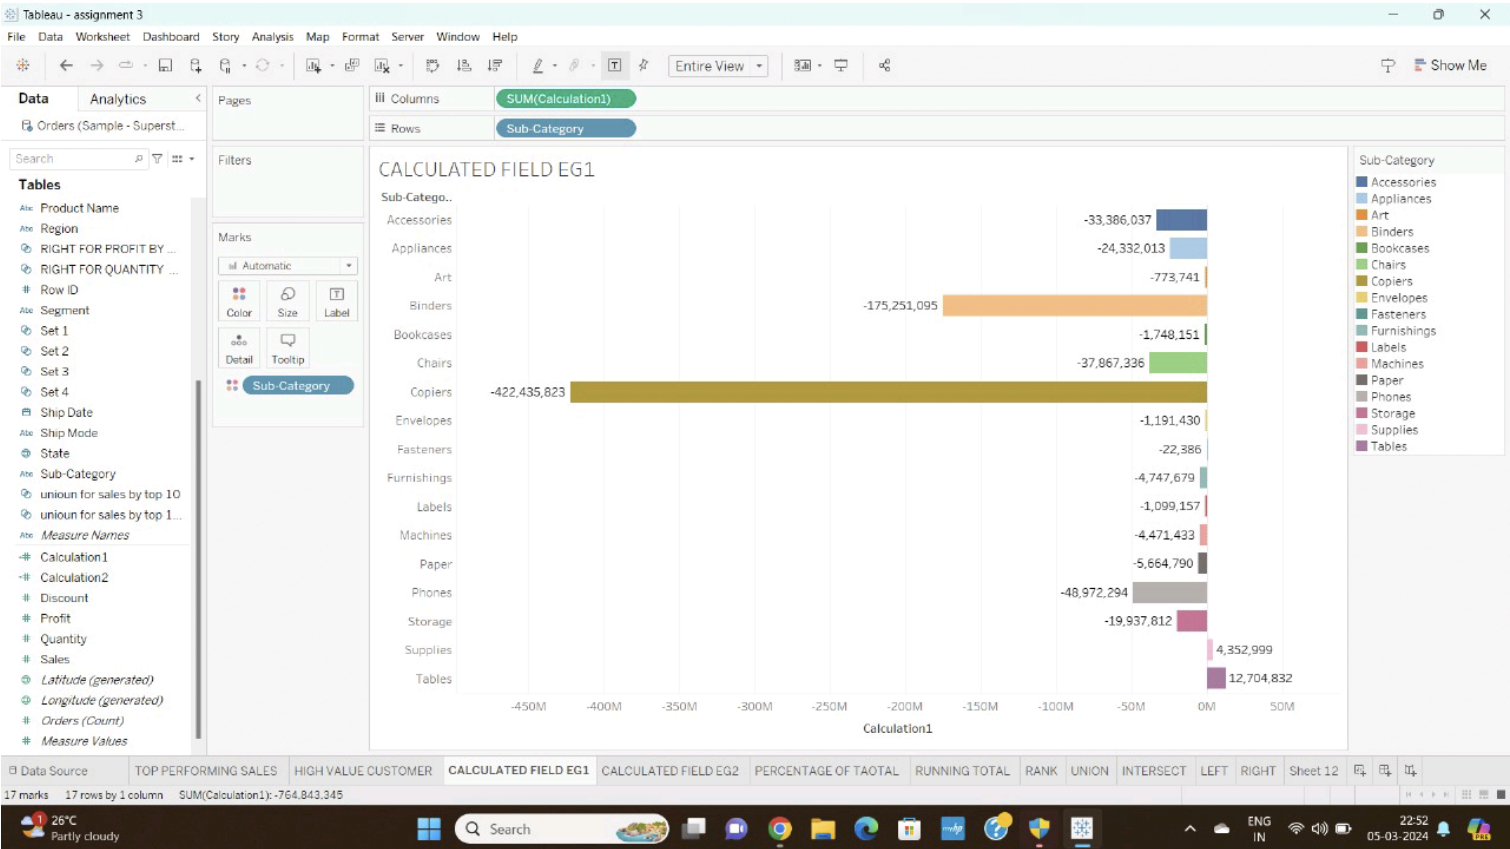 Tableau - assignment 3
File Data Worksheet Dashboard Story Analysis Map Format Server Window Help
Entire View
Show Me
Data Analytics
Orders (Sample - Superst...
Search
Tables
Abc Product Name
Abc Region
RIGHT FOR PROFIT BY ...
RIGHT FOR QUANTITY ...
# Row ID
Abc Segment
Set 1
Set 2
Set 3
Set 4
Ship Date
Abc Ship Mode
State
Abc Sub-Category
unioun for sales by top 10
unioun for sales by top 1...
Abc Measure Names
=# Calculation1
=# Calculation2
# Discount
# Profit
# Quantity
# Sales
Latitude (generated)
Longitude (generated)
# Orders (Count)
# Measure Values
Pages
Filters
Marks
Automatic
Color Size Label
Detail Tooltip
Sub-Category
Columns SUM(Calculation1)
Rows Sub-Category
CALCULATED FIELD EG1
Sub-Catego..
Accessories -33,386,037
Appliances -24,332,013
Art -773,741
Binders -175,251,095
Bookcases -1,748,151
Chairs -37,867,336
Copiers -422,435,823
Envelopes -1,191,430
Fasteners -22,386
Furnishings -4,747,679
Labels -1,099,157
Machines -4,471,433
Paper -5,664,790
Phones -48,972,294
Storage -19,937,812
Supplies 4,352,999
Tables 12,704,832
-450M -400M -350M -300M -250M -200M -150M -100M -50M 0M 50M
Calculation1
Sub-Category
Accessories
Appliances
Art
Binders
Bookcases
Chairs
Copiers
Envelopes
Fasteners
Furnishings
Labels
Machines
Paper
Phones
Storage
Supplies
Tables
Data Source TOP PERFORMING SALES HIGH VALUE CUSTOMER CALCULATED FIELD EG1 CALCULATED FIELD EG2 PERCENTAGE OF TAOTAL RUNNING TOTAL RANK UNION INTERSECT LEFT RIGHT Sheet 12
17 marks 17 rows by 1 column SUM(Calculation1): -764,843,345
1 26°C
Partly cloudy
Search
ENG
IN
22:52
05-03-2024